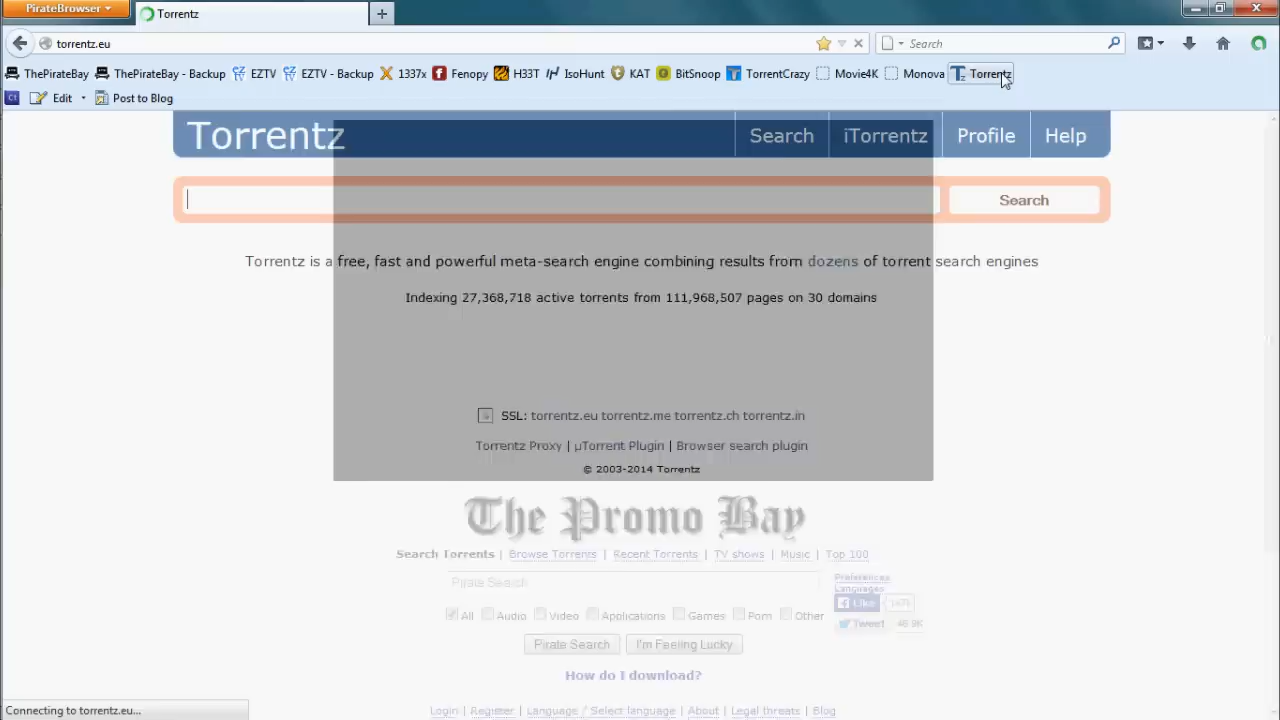 PirateBrowser
Torrentz
torrentz.eu
Search
ThePirateBay ThePirateBay - Backup EZTV EZTV - Backup 1337x Fenopy H33T IsoHunt KAT BitSnoop TorrentCrazy Movie4K Monova Torrentz
Edit Post to Blog
Torrentz Search iTorrentz Profile Help
Search
Torrentz is a free, fast and powerful meta-search engine combining results from dozens of torrent search engines
Indexing 27,368,718 active torrents from 111,968,507 pages on 30 domains
SSL: torrentz.eu torrentz.me torrentz.ch torrentz.in
Torrentz Proxy | µTorrent Plugin | Browser search plugin
© 2003-2014 Torrentz
The Promo Bay
Search Torrents | Browse Torrents | Recent Torrents | TV shows | Music | Top 100
Pirate Search
Preferences
Languages
Like
All Audio Video Applications Games Porn Other
Tweet
Pirate Search I'm Feeling Lucky
How do I download?
Login | Register | Language / Select language | About | Legal threats | Blog
Connecting to torrentz.eu...